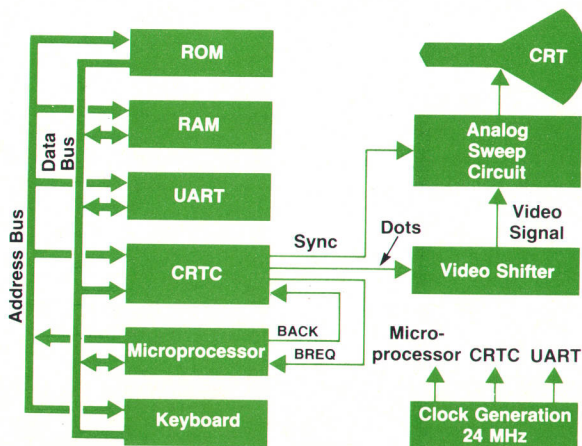 ROM
CRT
RAM
Data
Bus
Analog
Sweep
Circuit
UART
Address Bus
Sync
Dots
Video
Signal
CRTC
Video Shifter
BACK
Microprocessor
BREQ
Micro-
processor CRTC UART
Keyboard
Clock Generation
24 MHz